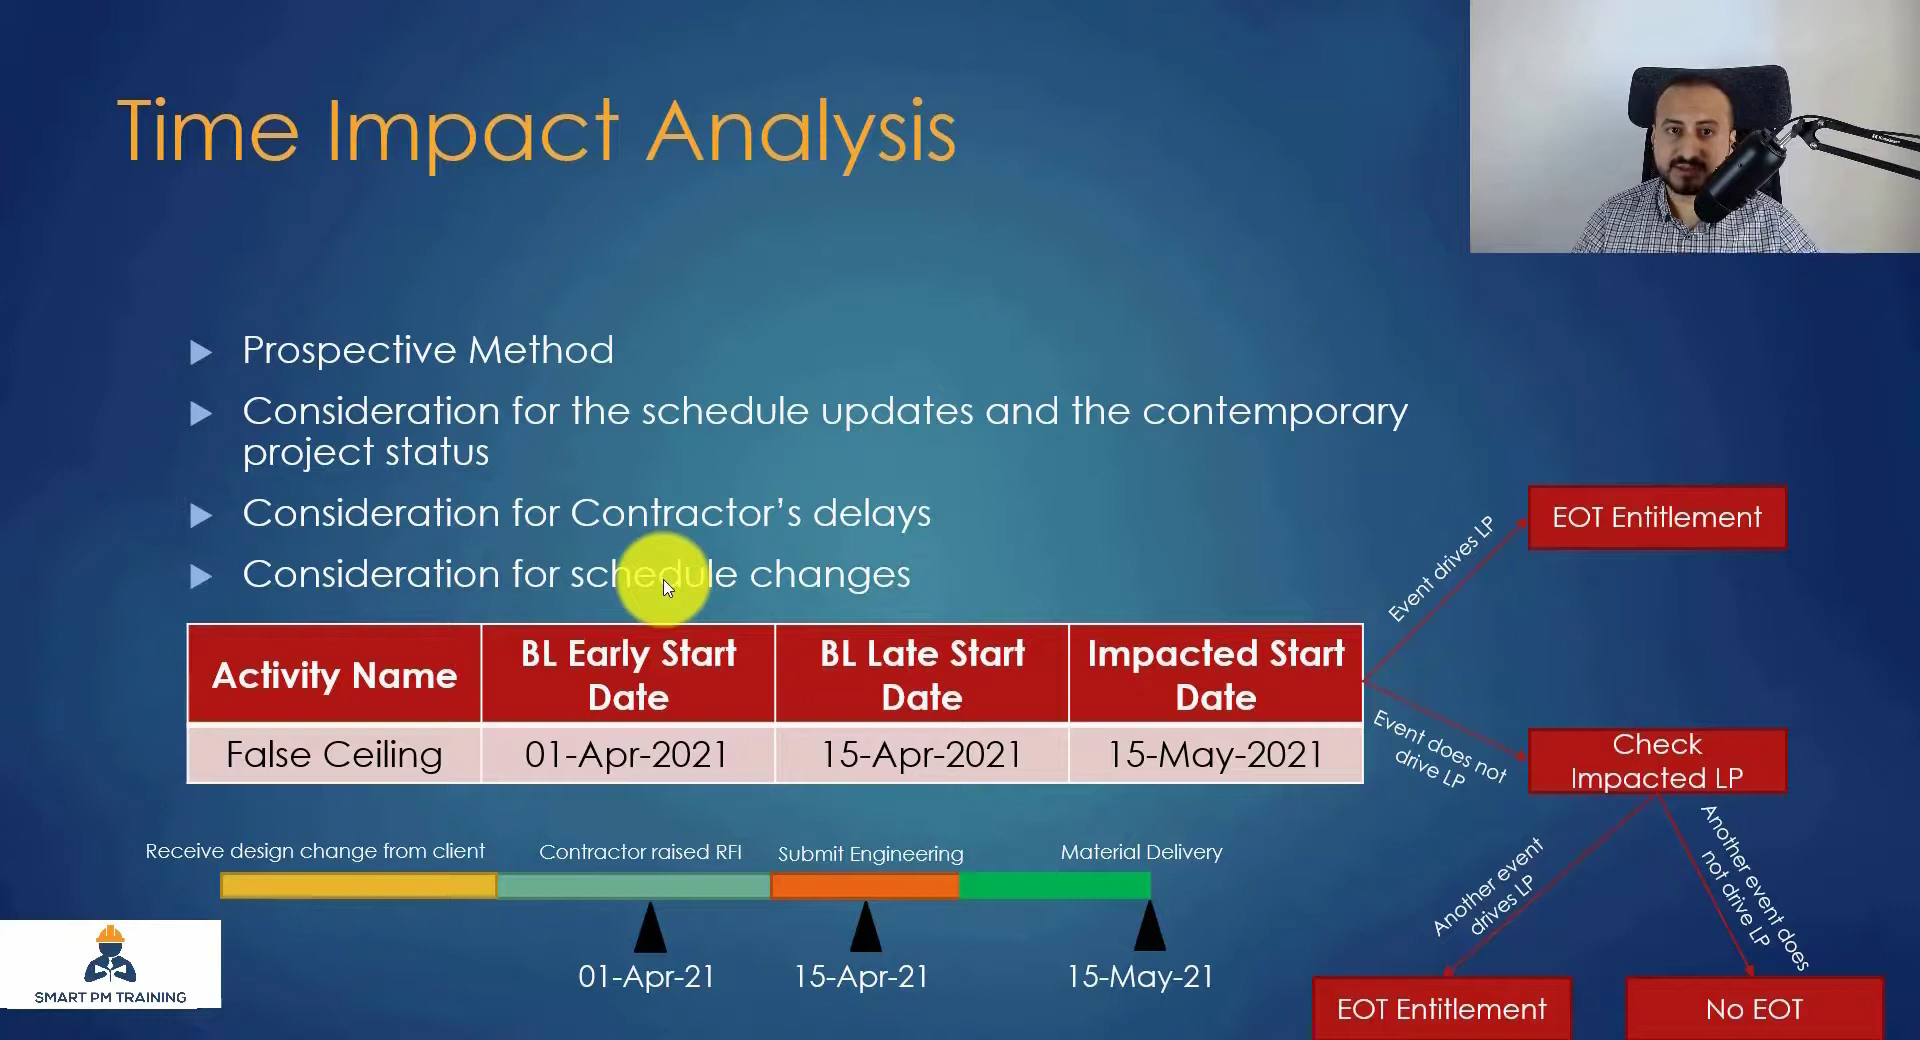 Time Impact Analysis
Prospective Method
Consideration for the schedule updates and the contemporary
project status
Consideration for Contractor's delays
Consideration for schedule changes
Activity Name
BL Early Start
Date
BL Late Start
Date
Impacted Start
Date
False Ceiling
01-Apr-2021
15-Apr-2021
15-May-2021
Event drives LP
EOT Entitlement
Event does not
drive LP
Check
Impacted LP
Another event
drives LP
Another event does
not drive LP
EOT Entitlement
No EOT
Receive design change from client
Contractor raised RFI
Submit Engineering
Material Delivery
01-Apr-21
15-Apr-21
15-May-21
SMART PM TRAINING